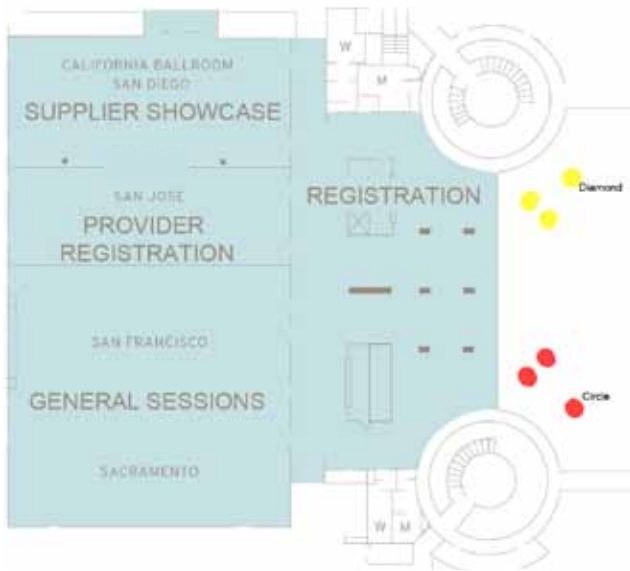 W
M
CALIFORNIA BALLROOM
SAN DIEGO
SUPPLIER SHOWCASE
SAN JOSE
PROVIDER
REGISTRATION
REGISTRATION
Diamond
SAN FRANCISCO
GENERAL SESSIONS
Circle
SACRAMENTO
W M